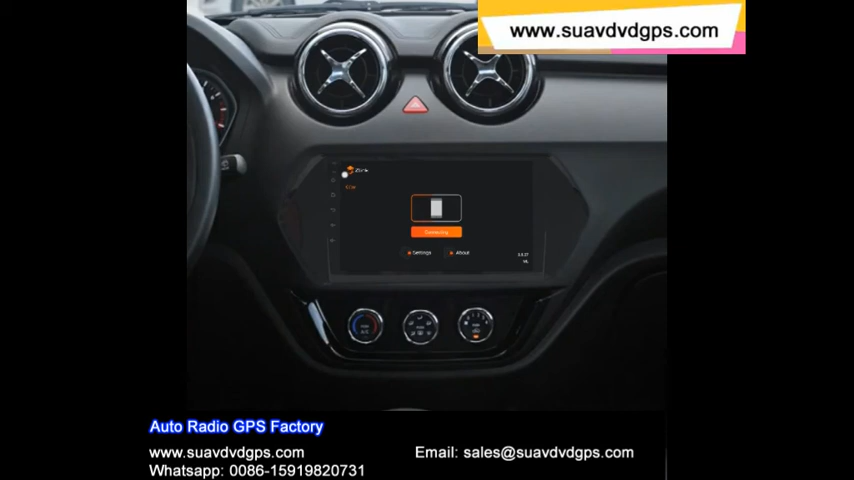 www.suavdvdgps.com
Settings
About
Auto Radio GPS Factory
www.suavdvdgps.com
Email: sales@suavdvdgps.com
Whatsapp: 0086-15919820731